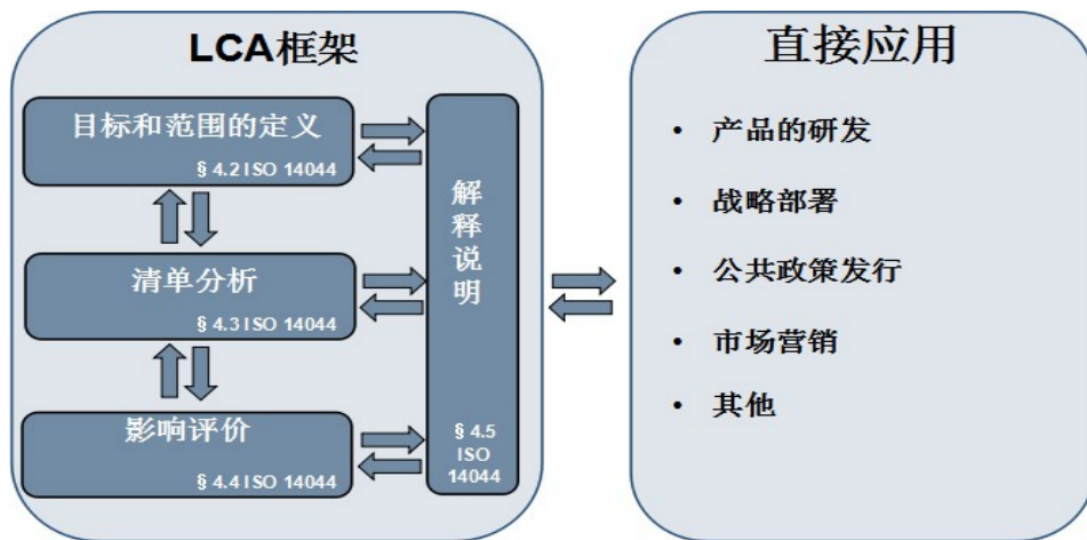 LCA框架
目标和范围的定义
§ 4.2 ISO 14044
清单分析
§ 4.3 ISO 14044
影响评价
§ 4.4 ISO 14044
解
释
说
明
§ 4.5
ISO
14044
直接应用
• 产品的研发
• 战略部署
• 公共政策发行
• 市场营销
• 其他